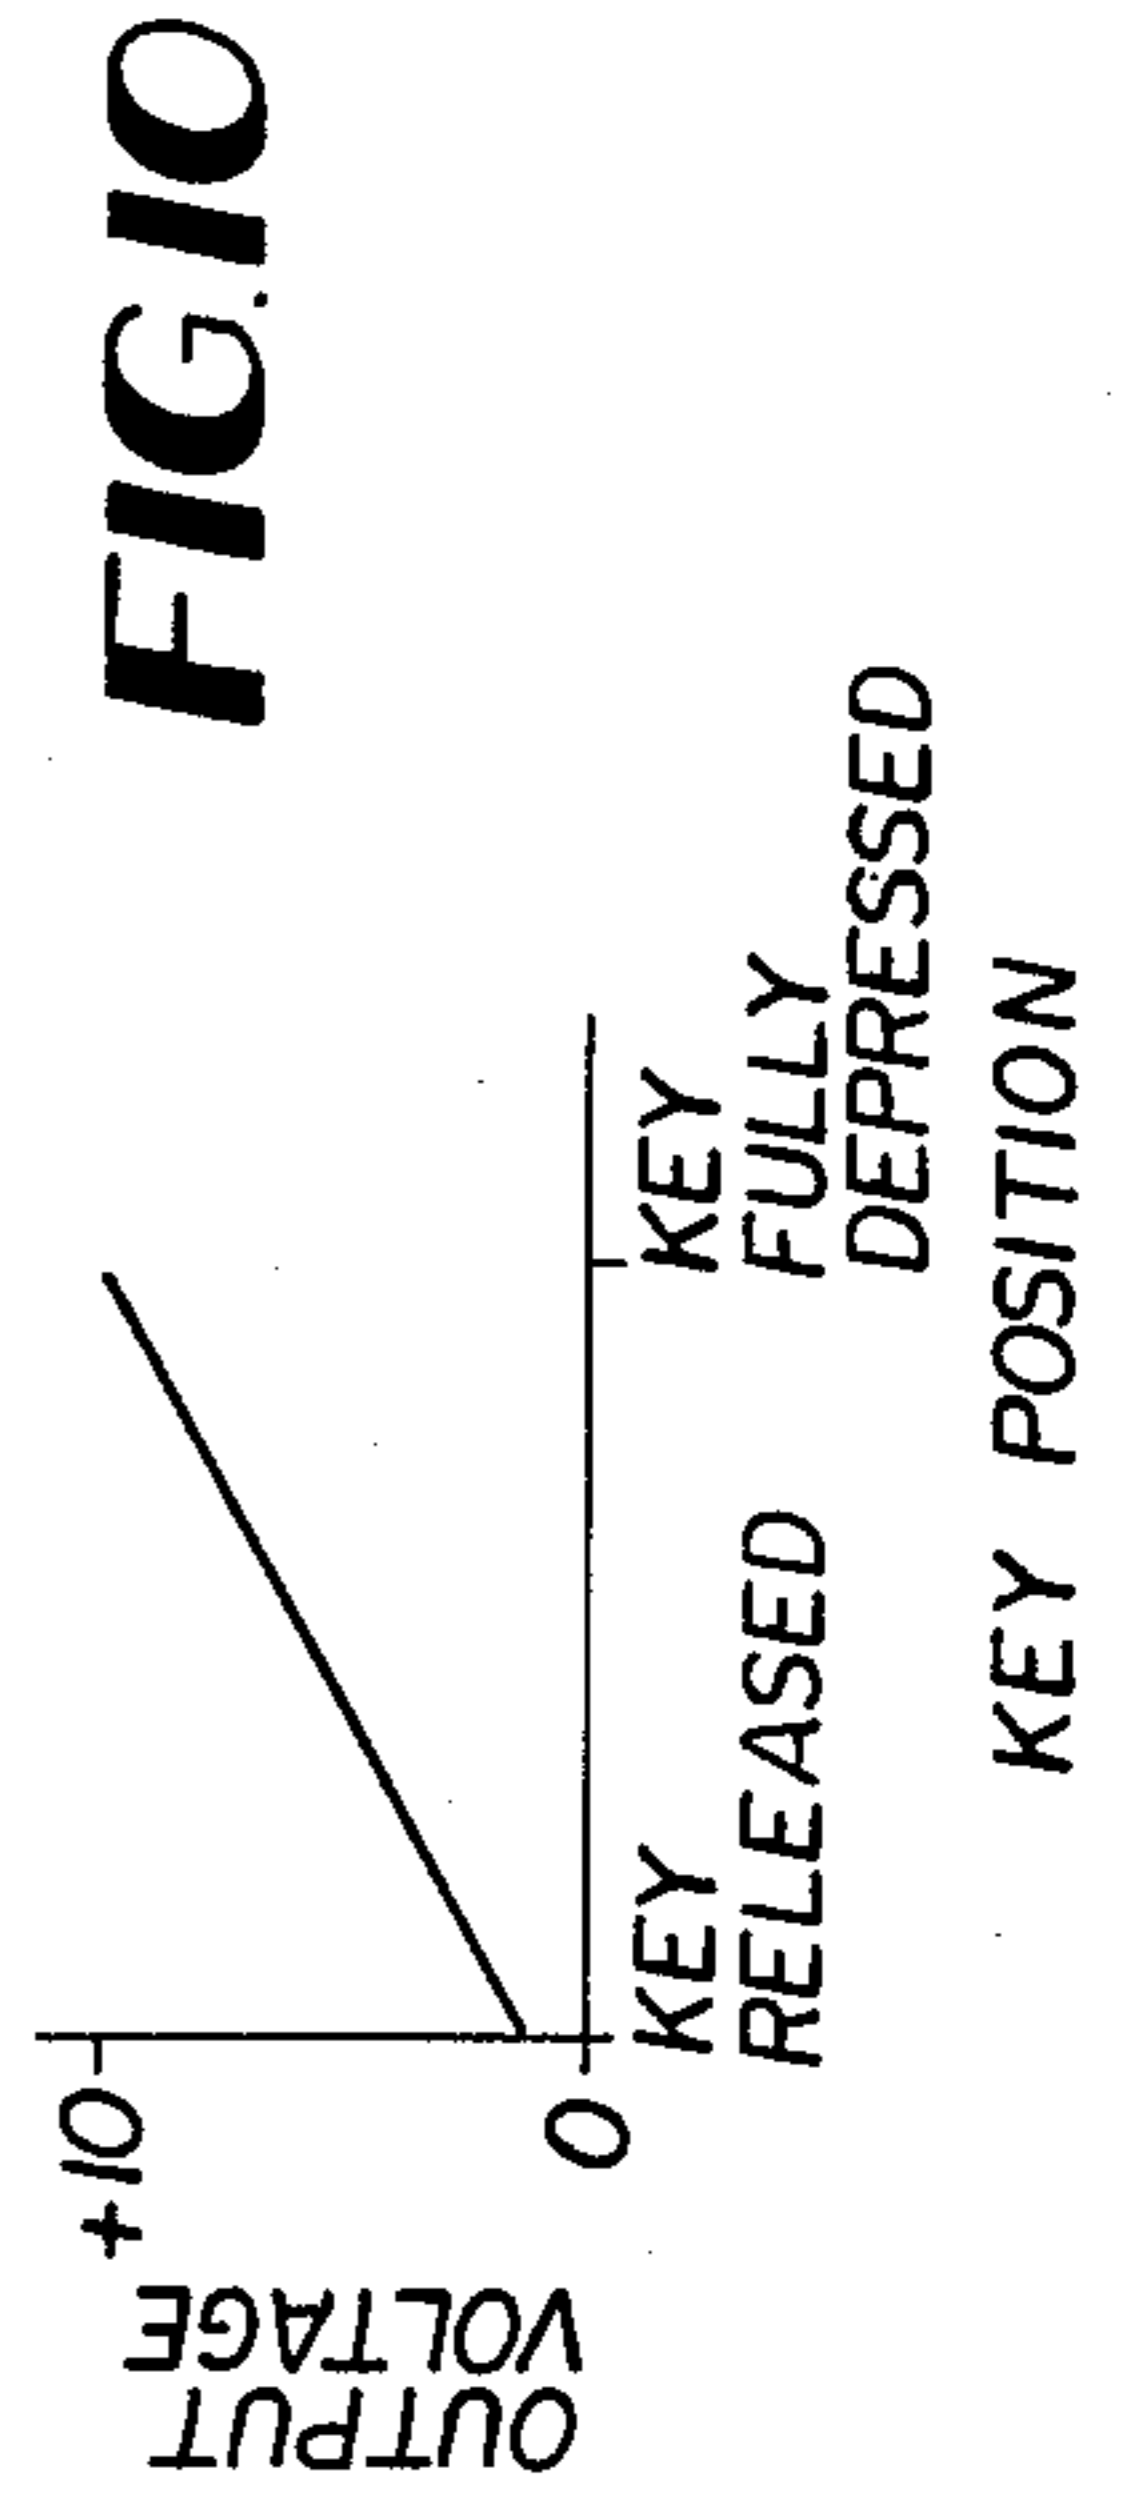 FIG. 10
OUTPUT
VOLTAGE
+10
0
KEY
RELEASED
KEY
FULLY
DEPRESSED
KEY POSITION